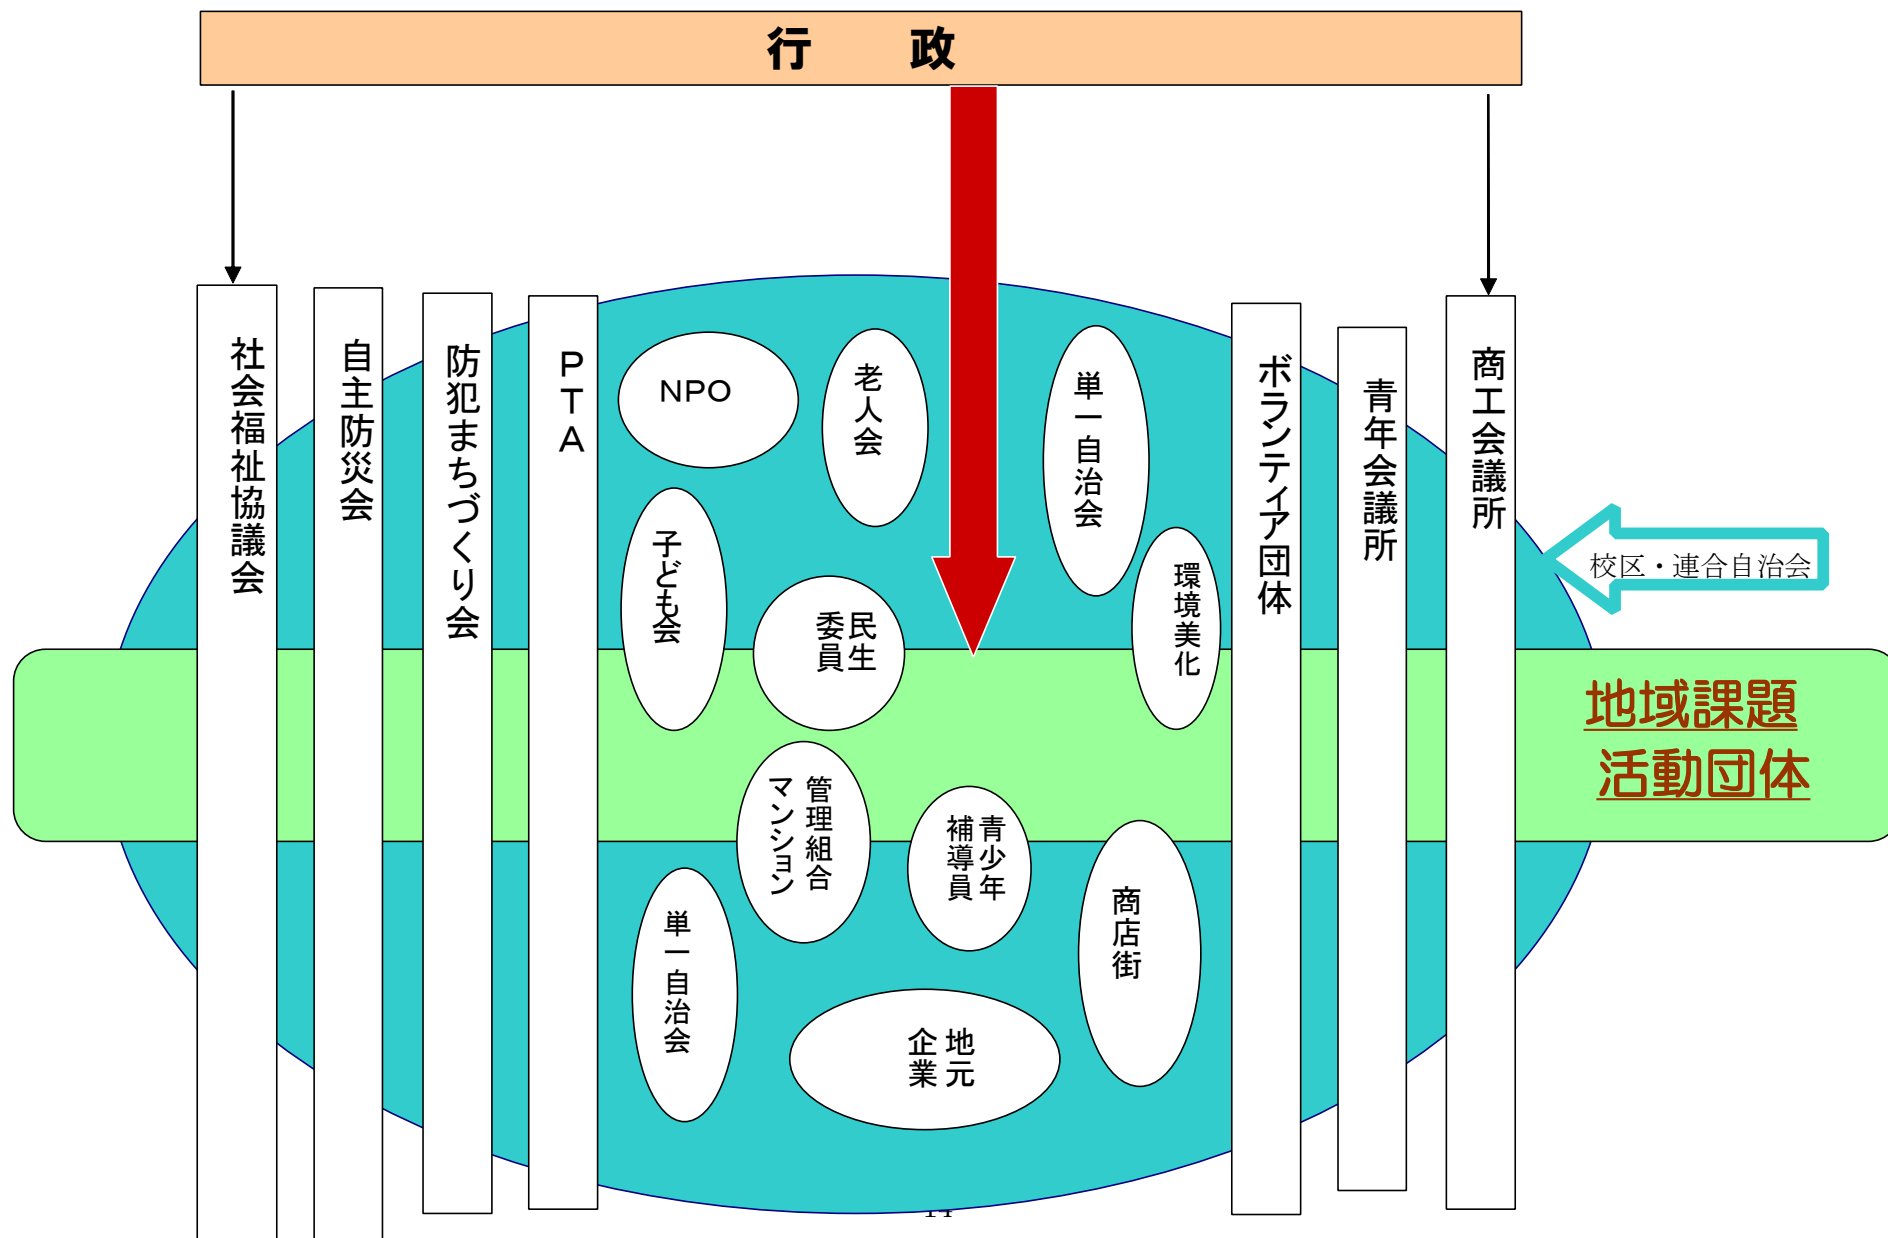 行　政
社会福祉協議会
自主防災会
防犯まちづくり会
PTA
NPO
老人会
単一自治会
子ども会
民生
委員
環境美化
ボランティア団体
青年会議所
商工会議所
校区・連合自治会
地域課題
活動団体
管理組合
マンション
青少年
補導員
商店街
単一自治会
地元
企業